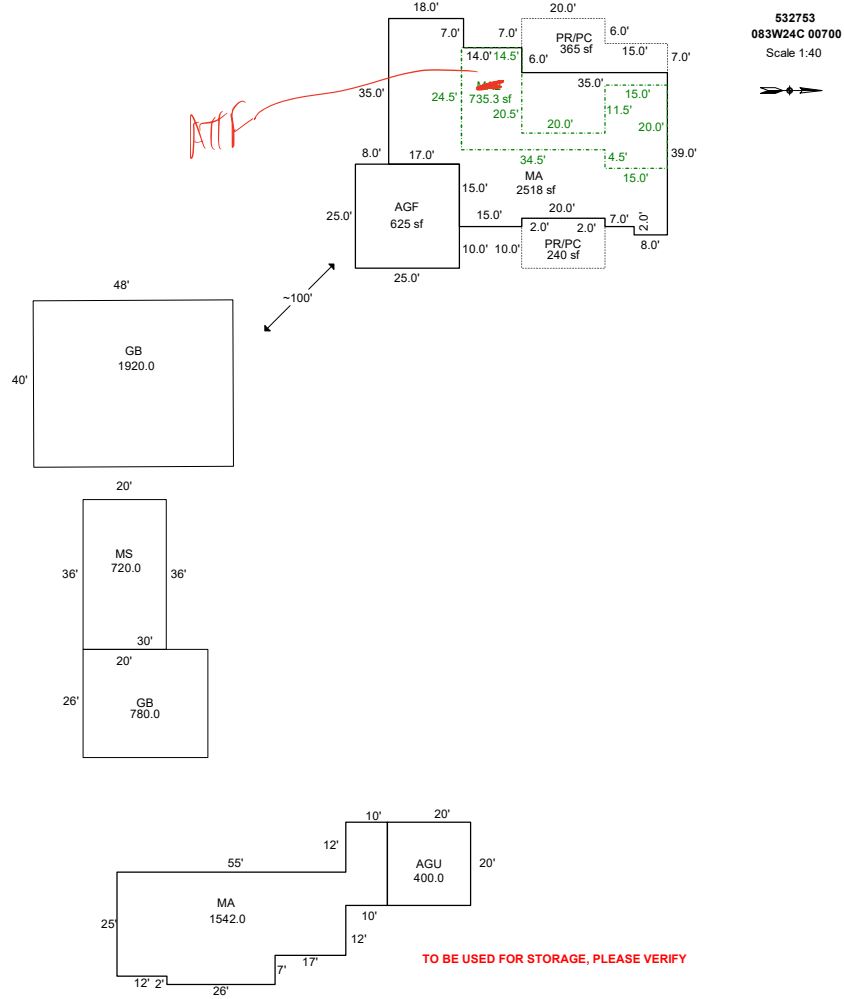 18.0'
20.0'
532753
083W24C 00700
Scale 1:40
7.0' 7.0' PR/PC 6.0'
365 sf 15.0' 7.0'
14.0' 14.5' 6.0'
35.0' 24.5' 735.3 sf 35.0' 15.0'
20.5' 11.5'
ATTF
20.0' 20.0'
8.0' 17.0' 34.5' 4.5' 39.0'
MA 15.0'
2518 sf
15.0'
AGF
625 sf
25.0' 15.0' 20.0' 7.0' 2.0'
2.0' 2.0'
10.0' 10.0' PR/PC 8.0'
240 sf
25.0'
~100'
48'
GB
1920.0
40'
20'
MS
720.0
36' 36'
30'
20'
26' GB
780.0
10' 20'
12'
55' AGU 20'
400.0
MA
1542.0
25' 10'
12'
17'
7'
12' 2' 26'
TO BE USED FOR STORAGE, PLEASE VERIFY